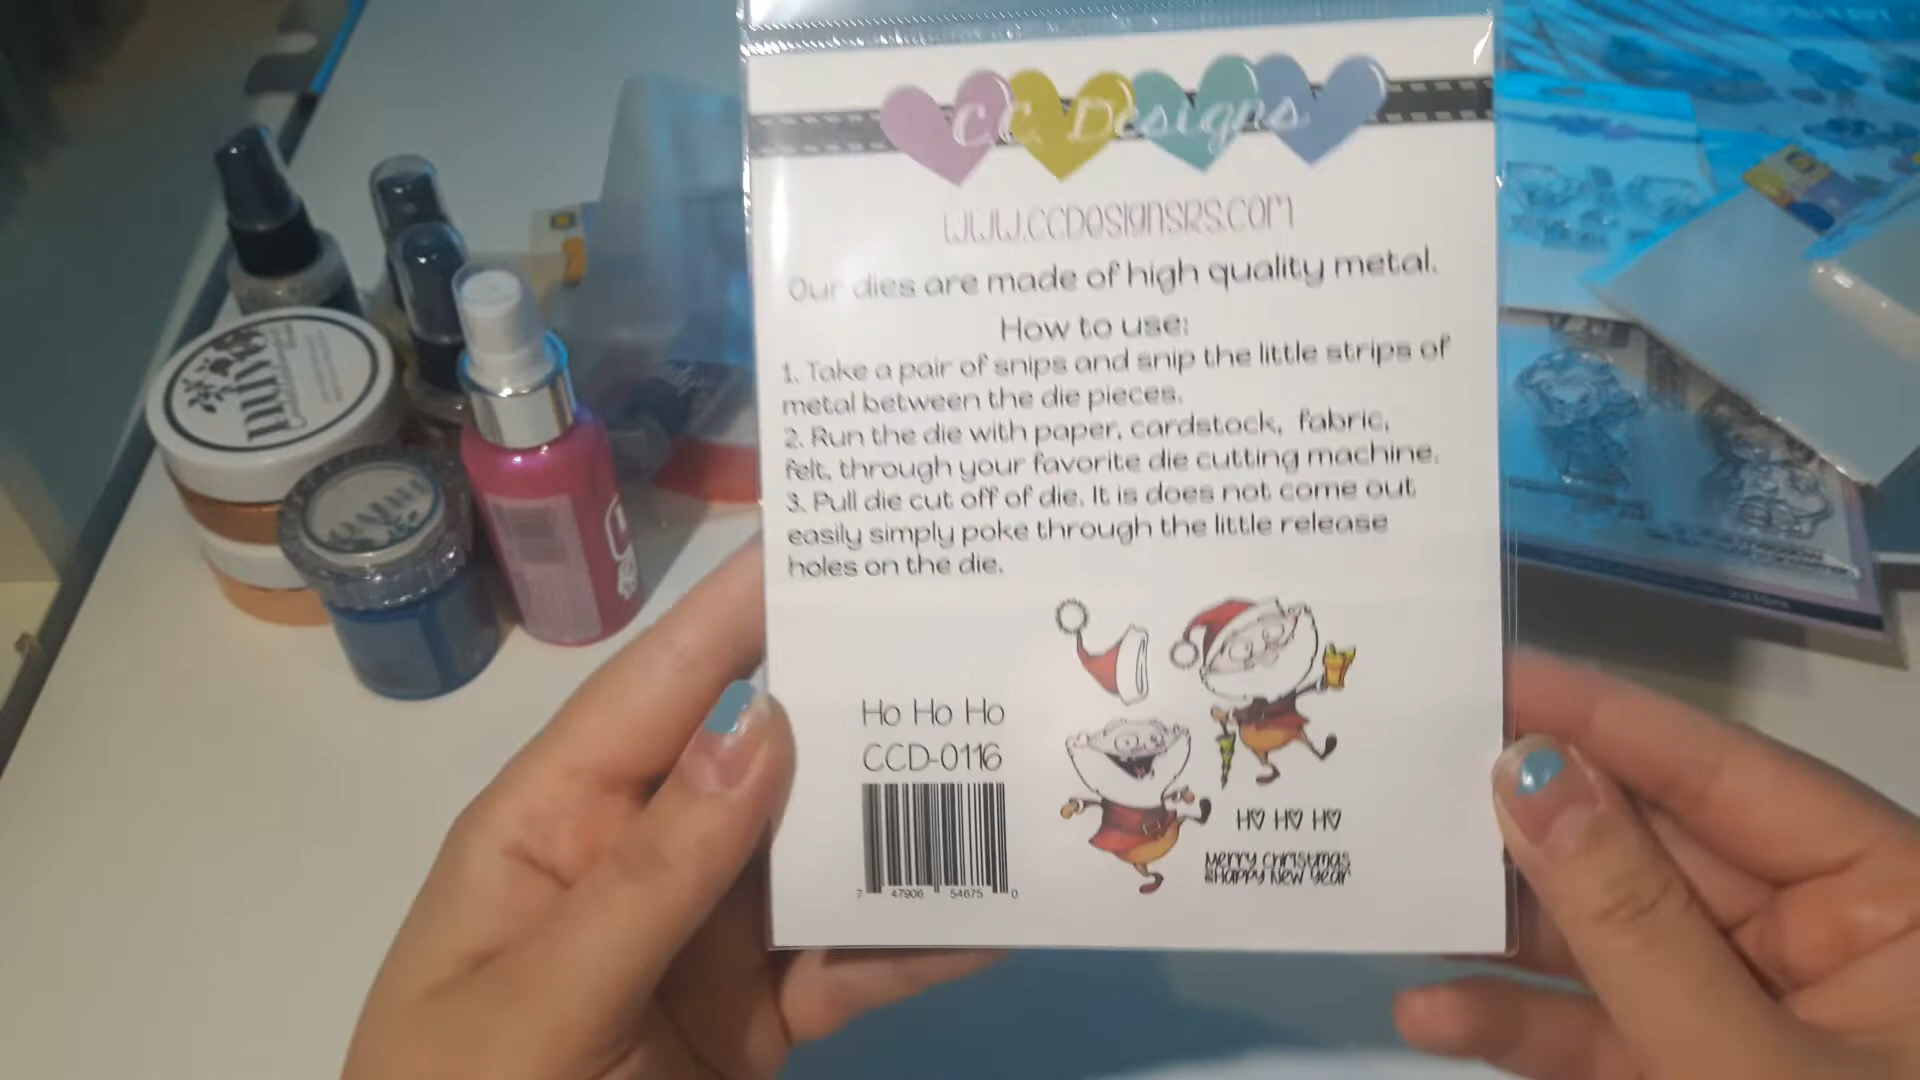 C.C. Designs
WWW.CCDESIGNSRS.COM
Our dies are made of high quality metal.
How to use:
1. Take a pair of snips and snip the little strips of
metal between the die pieces.
2. Run the die with paper, cardstock, fabric,
felt, through your favorite die cutting machine.
3. Pull die cut off of die. It is does not come out
easily simply poke through the little release
holes on the die.
Ho Ho Ho
CCD-0116
7 47906 54675 0
HO HO HO
Merry Christmas
&Happy New Year
nuvo